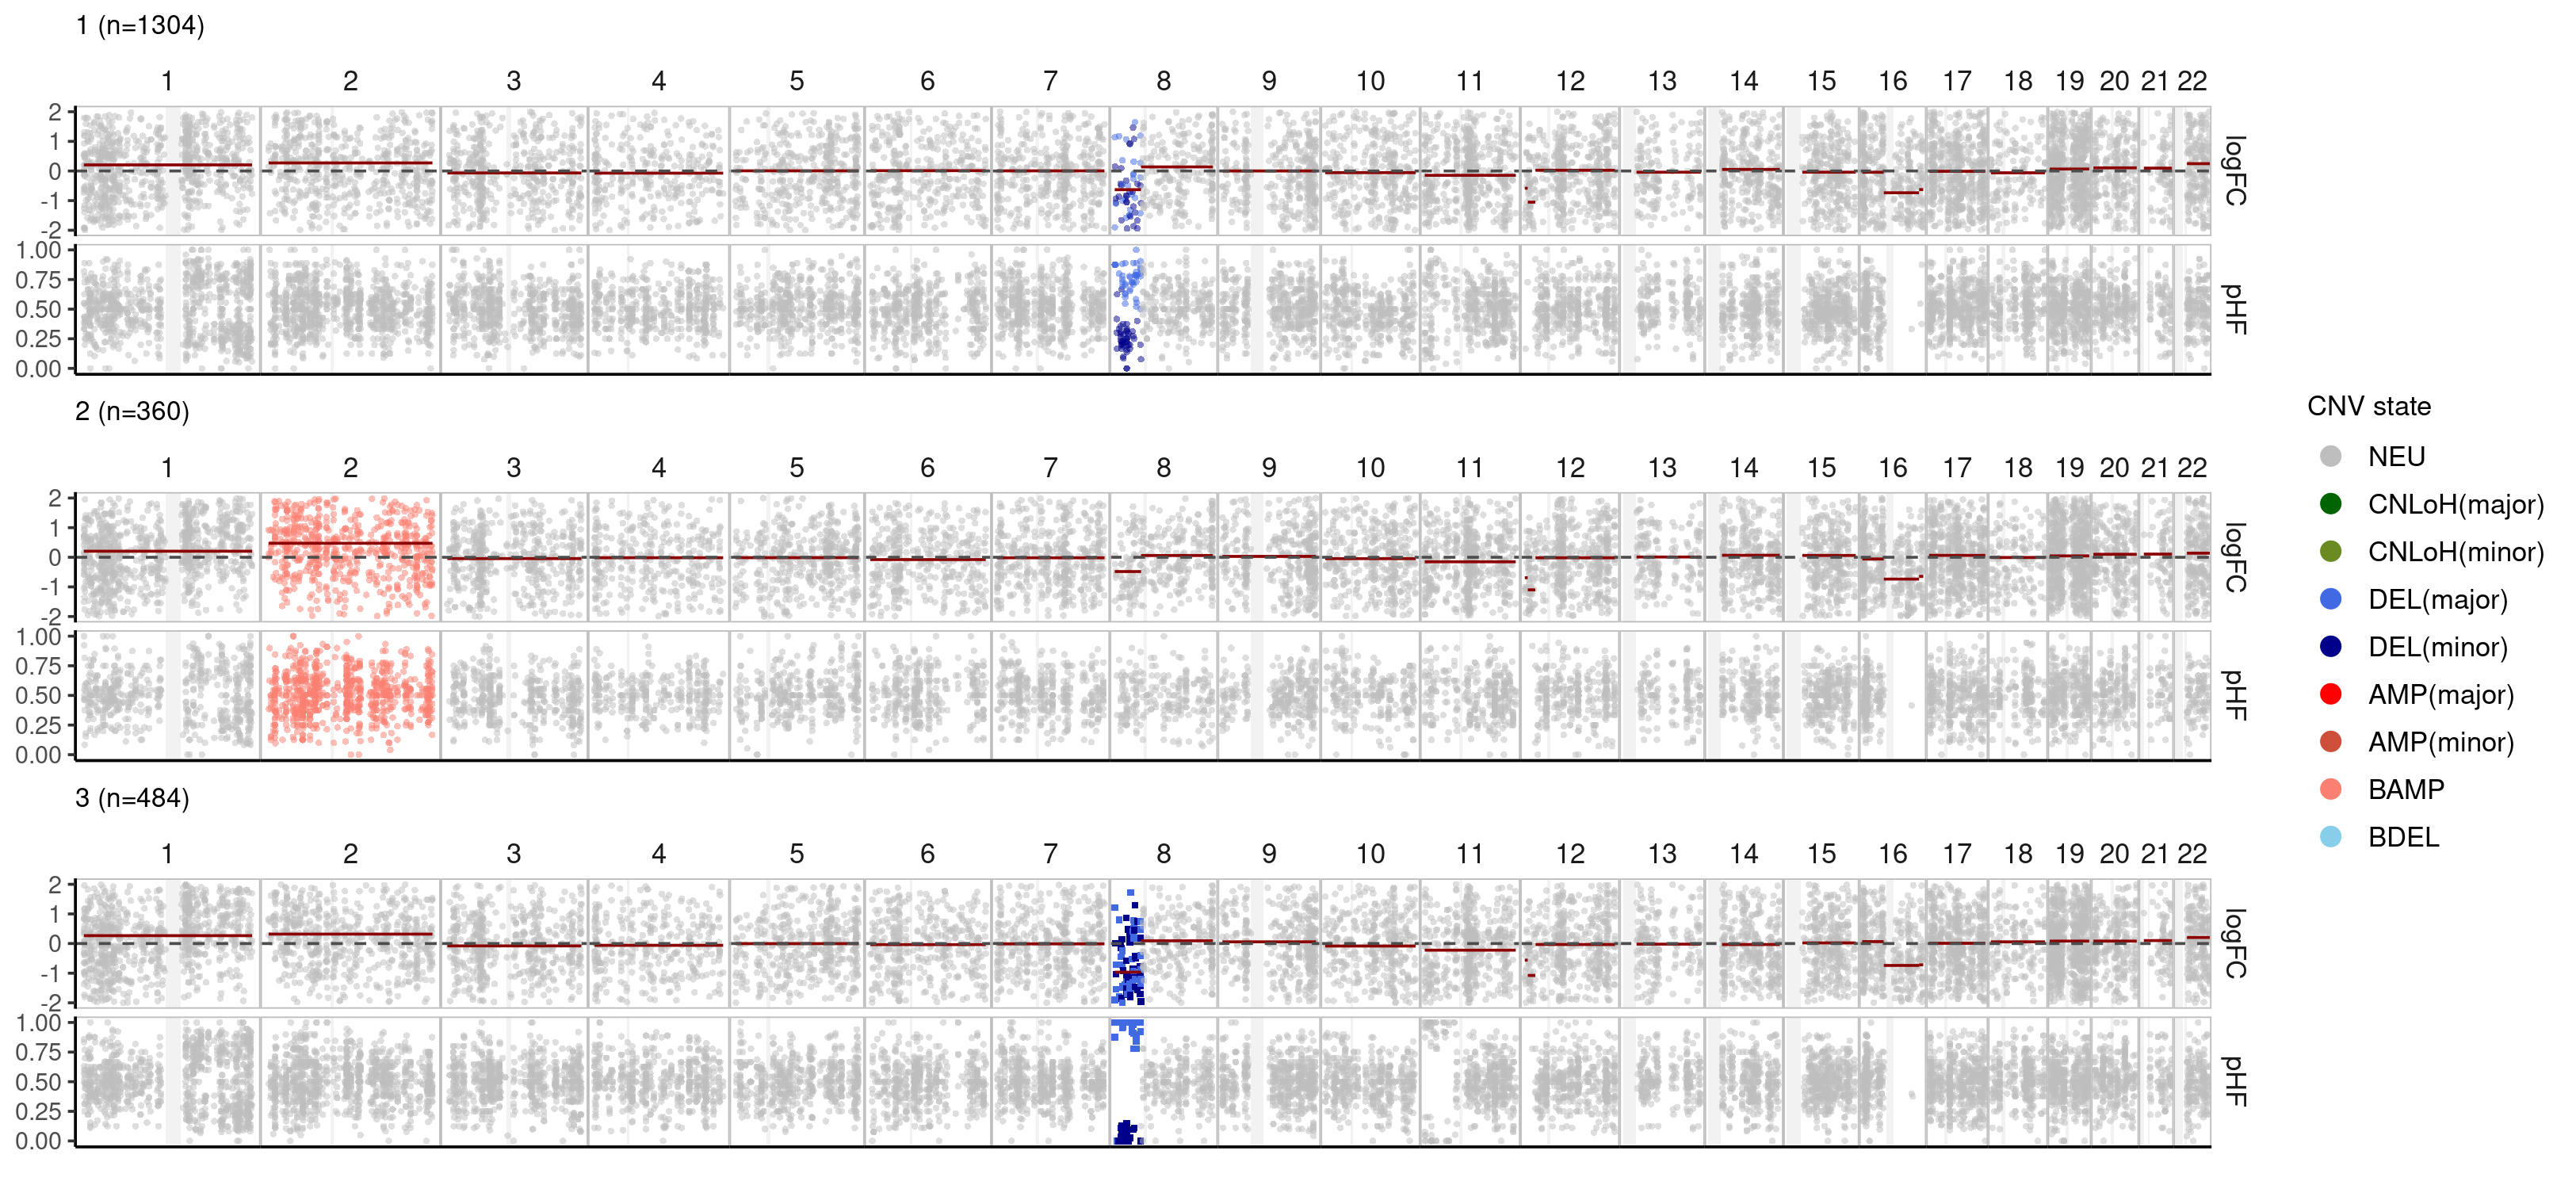 1 (n=1304)
1 2 3 4 5 6 7 8 9 10 11 12 13 14 15 16 17 18 19 20 21 22
2
1
0
-1
-2
logFC
1.00
0.75
0.50
0.25
0.00
pHF
2 (n=360)
1 2 3 4 5 6 7 8 9 10 11 12 13 14 15 16 17 18 19 20 21 22
2
1
0
-1
-2
logFC
1.00
0.75
0.50
0.25
0.00
pHF
3 (n=484)
1 2 3 4 5 6 7 8 9 10 11 12 13 14 15 16 17 18 19 20 21 22
2
1
0
-1
-2
logFC
1.00
0.75
0.50
0.25
0.00
pHF
CNV state
NEU
CNLoH(major)
CNLoH(minor)
DEL(major)
DEL(minor)
AMP(major)
AMP(minor)
BAMP
BDEL